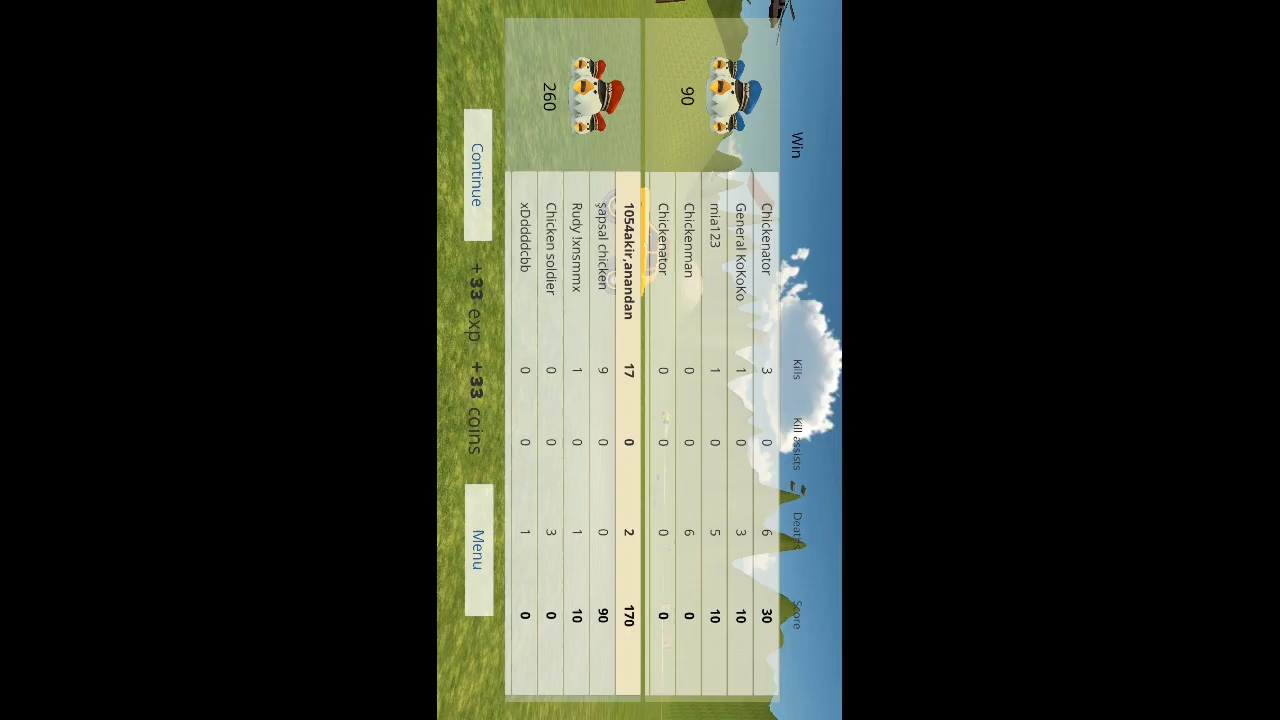 Win Kills Kill assists Deaths Score
90
Chickenator 3 0 6 30
General KoKoKo 1 0 3 10
mia123 1 0 5 10
Chickenman 0 0 6 0
Chickenator 0 0 0 0
260
1054akir,anandan 17 0 2 170
şapsal chicken 9 0 0 90
Rudy !xnsmmx 1 0 1 10
Chicken soldier 0 0 3 0
xDddddcbb 0 0 1 0
Continue +33 exp +33 coins Menu